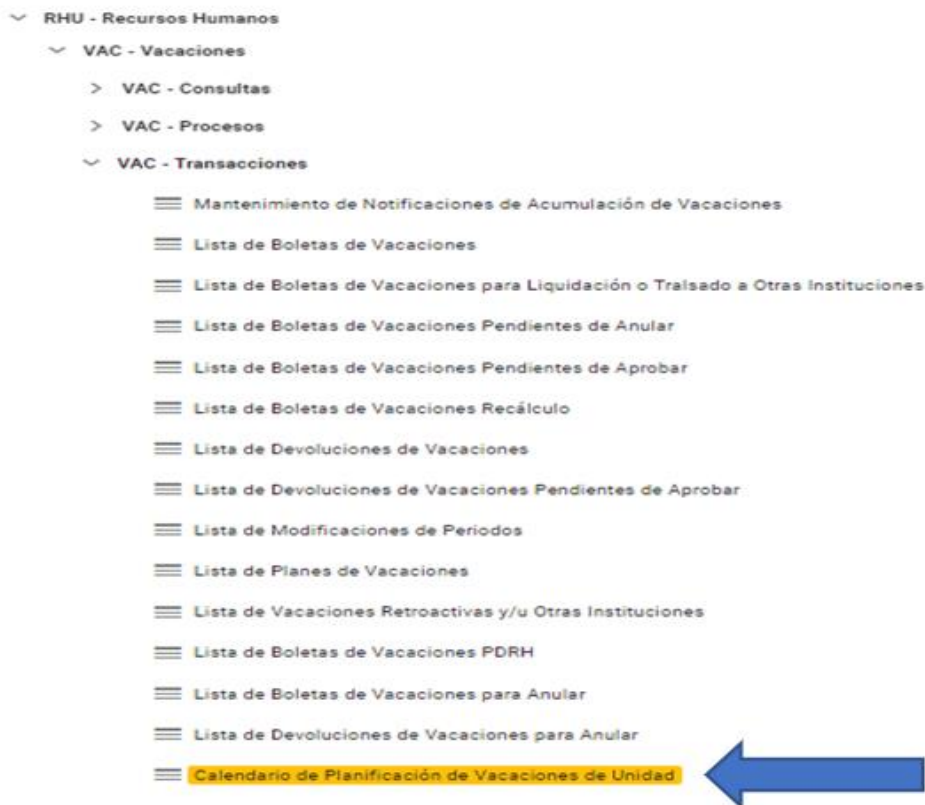 RHU - Recursos Humanos
VAC - Vacaciones
VAC - Consultas
VAC - Procesos
VAC - Transacciones
Mantenimiento de Notificaciones de Acumulación de Vacaciones
Lista de Boletas de Vacaciones
Lista de Boletas de Vacaciones para Liquidación o Tralsado a Otras Instituciones
Lista de Boletas de Vacaciones Pendientes de Anular
Lista de Boletas de Vacaciones Pendientes de Aprobar
Lista de Boletas de Vacaciones Recálculo
Lista de Devoluciones de Vacaciones
Lista de Devoluciones de Vacaciones Pendientes de Aprobar
Lista de Modificaciones de Periodos
Lista de Planes de Vacaciones
Lista de Vacaciones Retroactivas y/u Otras Instituciones
Lista de Boletas de Vacaciones PDRH
Lista de Boletas de Vacaciones para Anular
Lista de Devoluciones de Vacaciones para Anular
Calendario de Planificación de Vacaciones de Unidad